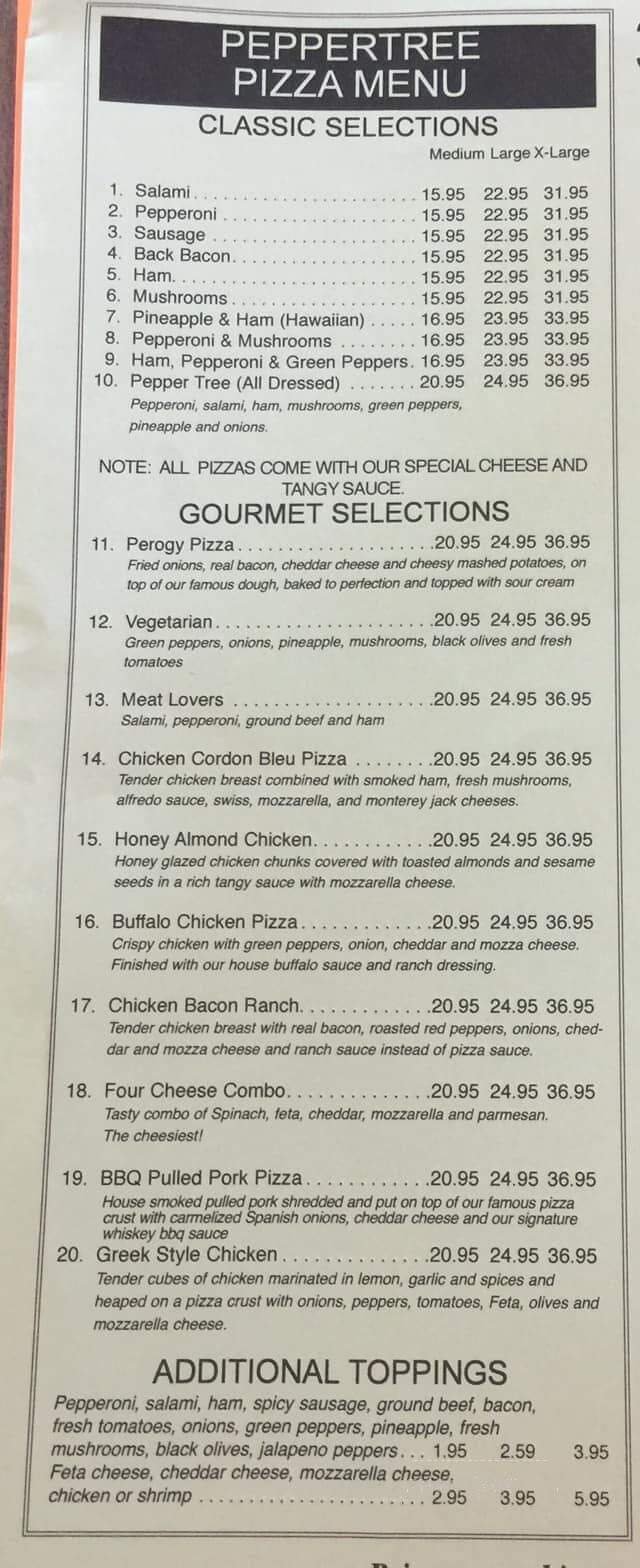 PEPPERTREE
PIZZA MENU
CLASSIC SELECTIONS
Medium Large X-Large
1. Salami . . . . . . . . . . . . . . . . . . . . . . . 15.95 22.95 31.95
2. Pepperoni . . . . . . . . . . . . . . . . . . . . 15.95 22.95 31.95
3. Sausage . . . . . . . . . . . . . . . . . . . . . 15.95 22.95 31.95
4. Back Bacon. . . . . . . . . . . . . . . . . . . 15.95 22.95 31.95
5. Ham. . . . . . . . . . . . . . . . . . . . . . . . . 15.95 22.95 31.95
6. Mushrooms . . . . . . . . . . . . . . . . . . . 15.95 22.95 31.95
7. Pineapple & Ham (Hawaiian) . . . . . 16.95 23.95 33.95
8. Pepperoni & Mushrooms . . . . . . . . 16.95 23.95 33.95
9. Ham, Pepperoni & Green Peppers. 16.95 23.95 33.95
10. Pepper Tree (All Dressed) . . . . . . . 20.95 24.95 36.95
Pepperoni, salami, ham, mushrooms, green peppers,
pineapple and onions.
NOTE: ALL PIZZAS COME WITH OUR SPECIAL CHEESE AND
TANGY SAUCE.
GOURMET SELECTIONS
11. Perogy Pizza . . . . . . . . . . . . . . . . . . . .20.95 24.95 36.95
Fried onions, real bacon, cheddar cheese and cheesy mashed potatoes, on
top of our famous dough, baked to perfection and topped with sour cream
12. Vegetarian . . . . . . . . . . . . . . . . . . . . . .20.95 24.95 36.95
Green peppers, onions, pineapple, mushrooms, black olives and fresh
tomatoes
13. Meat Lovers . . . . . . . . . . . . . . . . . . . .20.95 24.95 36.95
Salami, pepperoni, ground beef and ham
14. Chicken Cordon Bleu Pizza . . . . . . . .20.95 24.95 36.95
Tender chicken breast combined with smoked ham, fresh mushrooms,
alfredo sauce, swiss, mozzarella, and monterey jack cheeses.
15. Honey Almond Chicken. . . . . . . . . . . .20.95 24.95 36.95
Honey glazed chicken chunks covered with toasted almonds and sesame
seeds in a rich tangy sauce with mozzarella cheese.
16. Buffalo Chicken Pizza . . . . . . . . . . . . .20.95 24.95 36.95
Crispy chicken with green peppers, onion, cheddar and mozza cheese.
Finished with our house buffalo sauce and ranch dressing.
17. Chicken Bacon Ranch. . . . . . . . . . . . .20.95 24.95 36.95
Tender chicken breast with real bacon, roasted red peppers, onions, ched-
dar and mozza cheese and ranch sauce instead of pizza sauce.
18. Four Cheese Combo. . . . . . . . . . . . . .20.95 24.95 36.95
Tasty combo of Spinach, feta, cheddar, mozzarella and parmesan.
The cheesiest!
19. BBQ Pulled Pork Pizza . . . . . . . . . . . .20.95 24.95 36.95
House smoked pulled pork shredded and put on top of our famous pizza
crust with carmelized Spanish onions, cheddar cheese and our signature
whiskey bbq sauce
20. Greek Style Chicken . . . . . . . . . . . . . .20.95 24.95 36.95
Tender cubes of chicken marinated in lemon, garlic and spices and
heaped on a pizza crust with onions, peppers, tomatoes, Feta, olives and
mozzarella cheese.
ADDITIONAL TOPPINGS
Pepperoni, salami, ham, spicy sausage, ground beef, bacon,
fresh tomatoes, onions, green peppers, pineapple, fresh
mushrooms, black olives, jalapeno peppers . . . 1.95 2.59 3.95
Feta cheese, cheddar cheese, mozzarella cheese,
chicken or shrimp . . . . . . . . . . . . . . . . . . . . . . . 2.95 3.95 5.95